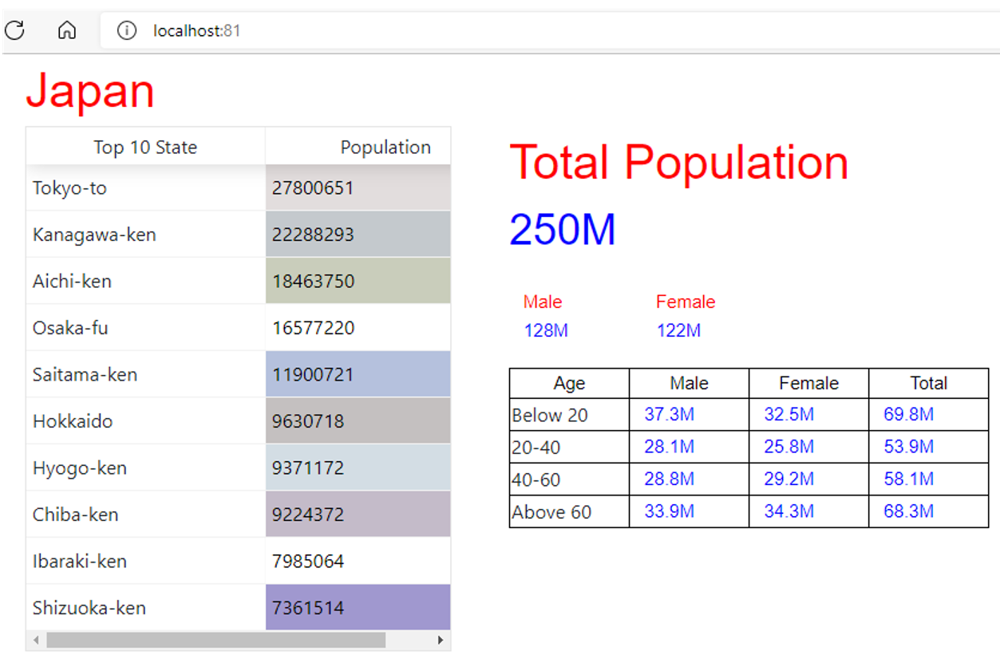 localhost:81
Japan
Top 10 State Population
Tokyo-to 27800651
Kanagawa-ken 22288293
Aichi-ken 18463750
Osaka-fu 16577220
Saitama-ken 11900721
Hokkaido 9630718
Hyogo-ken 9371172
Chiba-ken 9224372
Ibaraki-ken 7985064
Shizuoka-ken 7361514
Total Population
250M
Male Female
128M 122M
Age Male Female Total
Below 20 37.3M 32.5M 69.8M
20-40 28.1M 25.8M 53.9M
40-60 28.8M 29.2M 58.1M
Above 60 33.9M 34.3M 68.3M